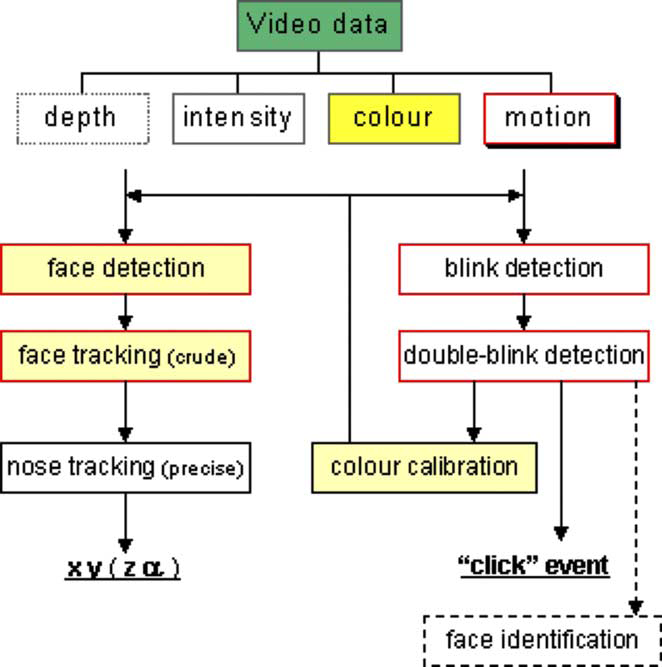 Video data
depth
intensity
colour
motion
face detection
blink detection
face tracking (crude)
double-blink detection
nose tracking (precise)
colour calibration
x y ( z α )
“click” event
face identification